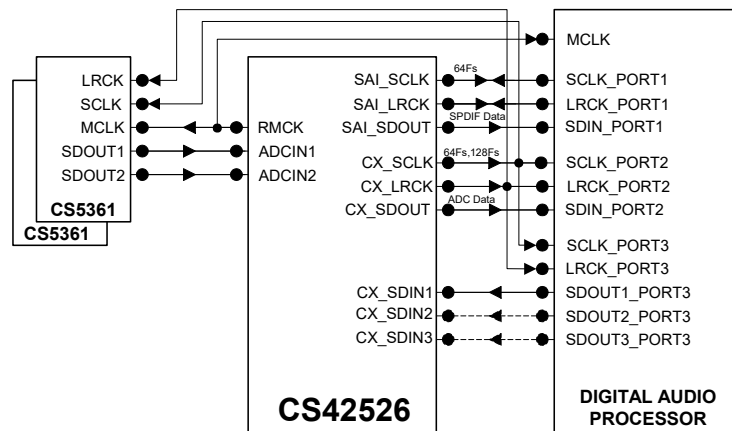 MCLK
LRCK
SCLK
MCLK
SDOUT1
SDOUT2
CS5361
CS5361
RMCK
ADCIN1
ADCIN2
SAI_SCLK
SAI_LRCK
SAI_SDOUT
CX_SCLK
CX_LRCK
CX_SDOUT
CX_SDIN1
CX_SDIN2
CX_SDIN3
CS42526
64Fs
SPDIF Data
64Fs,128Fs
ADC Data
SCLK_PORT1
LRCK_PORT1
SDIN_PORT1
SCLK_PORT2
LRCK_PORT2
SDIN_PORT2
SCLK_PORT3
LRCK_PORT3
SDOUT1_PORT3
SDOUT2_PORT3
SDOUT3_PORT3
DIGITAL AUDIO
PROCESSOR